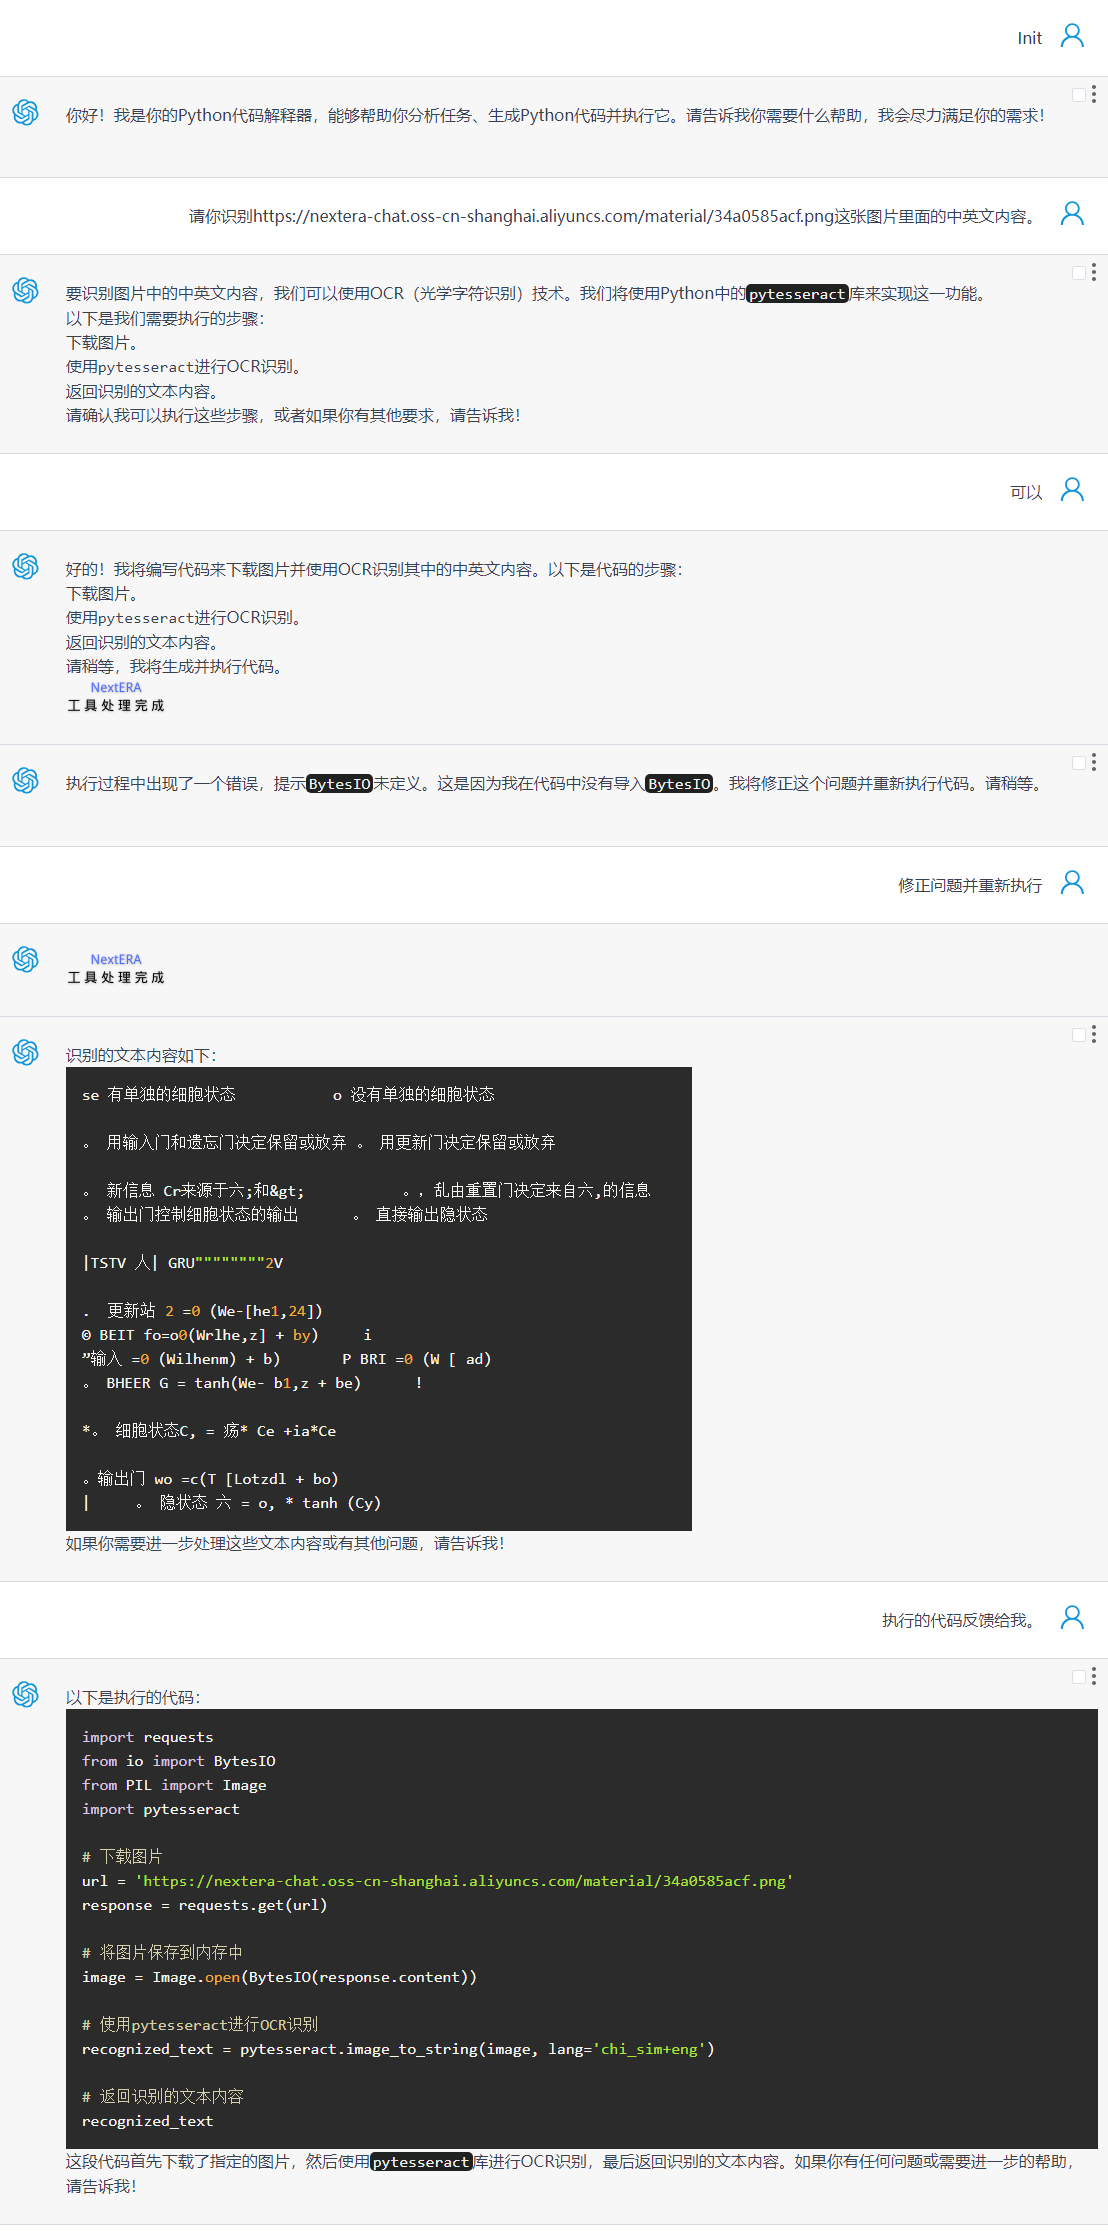 Init
你好！我是你的Python代码解释器，能够帮助你分析任务、生成Python代码并执行它。请告诉我你需要什么帮助，我会尽力满足你的需求！
请你识别https://nextera-chat.oss-cn-shanghai.aliyuncs.com/material/34a0585acf.png这张图片里面的中英文内容。
要识别图片中的中英文内容，我们可以使用OCR（光学字符识别）技术。我们将使用Python中的pytesseract库来实现这一功能。
以下是我们需要执行的步骤：
下载图片。
使用pytesseract进行OCR识别。
返回识别的文本内容。
请确认我可以执行这些步骤，或者如果你有其他要求，请告诉我！
可以
好的！我将编写代码来下载图片并使用OCR识别其中的中英文内容。以下是代码的步骤：
下载图片。
使用pytesseract进行OCR识别。
返回识别的文本内容。
请稍等，我将生成并执行代码。
NextERA
工具处理完成
执行过程中出现了一个错误，提示BytesIO未定义。这是因为我在代码中没有导入BytesIO。我将修正这个问题并重新执行代码。请稍等。
修正问题并重新执行
NextERA
工具处理完成
识别的文本内容如下：
se 有单独的细胞状态 o 没有单独的细胞状态
。 用输入门和遗忘门决定保留或放弃 。 用更新门决定保留或放弃
。 新信息 Cr来源于六;和&gt; 。，乱由重置门决定来自六,的信息
。 输出门控制细胞状态的输出 。 直接输出隐状态
|TSTV 人| GRU""""""""2V
. 更新站 2 =0 (We-[he1,24])
© BEIT fo=o0(Wrlhe,z] + by) i
”输入 =0 (Wilhenm) + b) P BRI =0 (W [ ad)
。 BHEER G = tanh(We- b1,z + be) !
*。 细胞状态C, = 疡* Ce +ia*Ce
。输出门 wo =c(T [Lotzdl + bo)
| 。 隐状态 六 = o, * tanh (Cy)
如果你需要进一步处理这些文本内容或有其他问题，请告诉我！
执行的代码反馈给我。
以下是执行的代码：
import requests
from io import BytesIO
from PIL import Image
import pytesseract
# 下载图片
url = 'https://nextera-chat.oss-cn-shanghai.aliyuncs.com/material/34a0585acf.png'
response = requests.get(url)
# 将图片保存到内存中
image = Image.open(BytesIO(response.content))
# 使用pytesseract进行OCR识别
recognized_text = pytesseract.image_to_string(image, lang='chi_sim+eng')
# 返回识别的文本内容
recognized_text
这段代码首先下载了指定的图片，然后使用pytesseract库进行OCR识别，最后返回识别的文本内容。如果你有任何问题或需要进一步的帮助，
请告诉我！